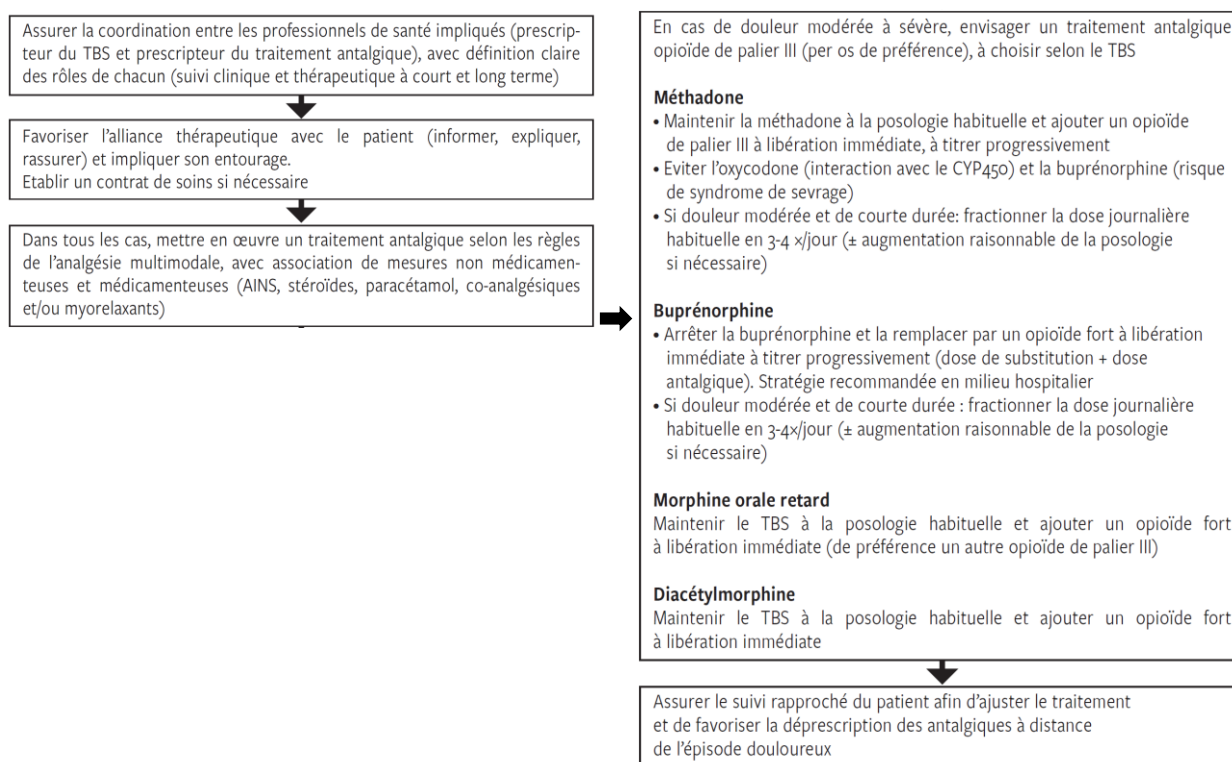 Assurer la coordination entre les professionnels de santé impliqués (prescrip-
teur du TBS et prescripteur du traitement antalgique), avec définition claire
des rôles de chacun (suivi clinique et thérapeutique à court et long terme)
Favoriser l’alliance thérapeutique avec le patient (informer, expliquer,
rassurer) et impliquer son entourage.
Etablir un contrat de soins si nécessaire
Dans tous les cas, mettre en œuvre un traitement antalgique selon les règles
de l’analgésie multimodale, avec association de mesures non médicamen-
teuses et médicamenteuses (AINS, stéroïdes, paracétamol, co-analgésiques
et/ou myorelaxants)
En cas de douleur modérée à sévère, envisager un traitement antalgique
opioïde de palier III (per os de préférence), à choisir selon le TBS
Méthadone
• Maintenir la méthadone à la posologie habituelle et ajouter un opioïde
de palier III à libération immédiate, à titrer progressivement
• Eviter l’oxycodone (interaction avec le CYP450) et la buprénorphine (risque
de syndrome de sevrage)
• Si douleur modérée et de courte durée: fractionner la dose journalière
habituelle en 3-4 ×/jour (± augmentation raisonnable de la posologie
si nécessaire)
Buprénorphine
• Arrêter la buprénorphine et la remplacer par un opioïde fort à libération
immédiate à titrer progressivement (dose de substitution + dose
antalgique). Stratégie recommandée en milieu hospitalier
• Si douleur modérée et de courte durée : fractionner la dose journalière
habituelle en 3-4×/jour (± augmentation raisonnable de la posologie
si nécessaire)
Morphine orale retard
Maintenir le TBS à la posologie habituelle et ajouter un opioïde fort
à libération immédiate (de préférence un autre opioïde de palier III)
Diacétylmorphine
Maintenir le TBS à la posologie habituelle et ajouter un opioïde fort
à libération immédiate
Assurer le suivi rapproché du patient afin d’ajuster le traitement
et de favoriser la déprescription des antalgiques à distance
de l’épisode douloureux